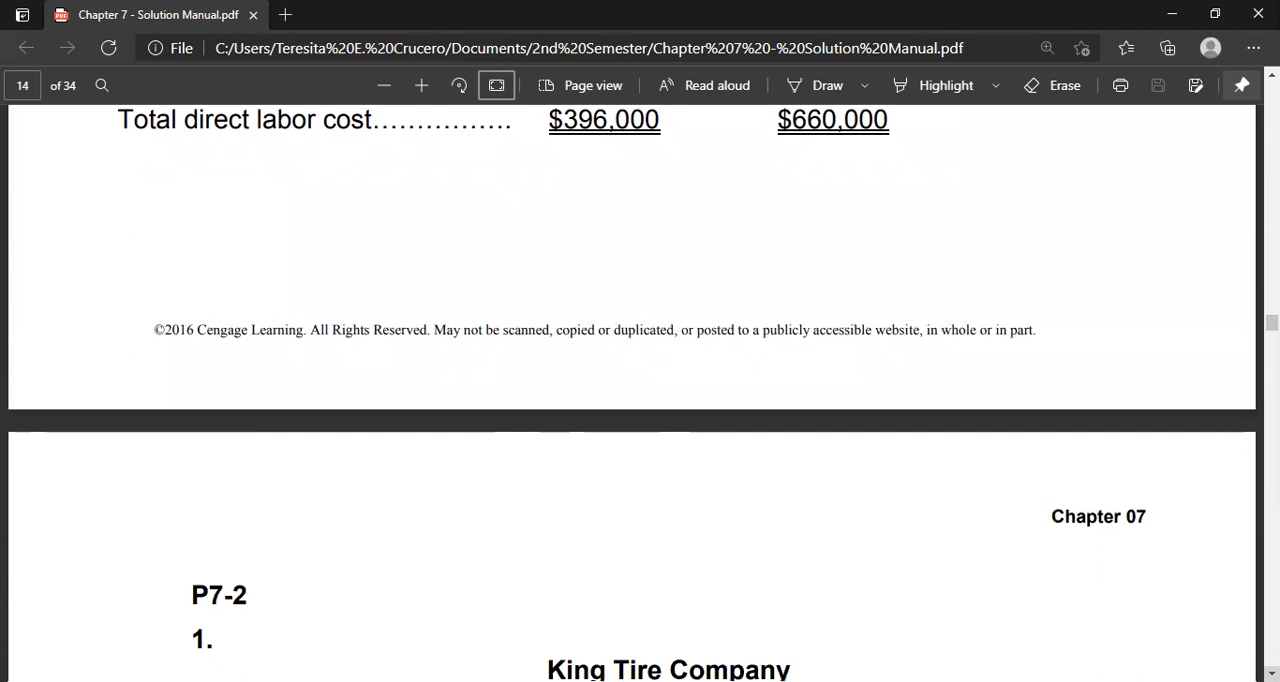 Chapter 7 - Solution Manual.pdf
File C:/Users/Teresita%20E.%20Crucero/Documents/2nd%20Semester/Chapter%207%20-%20Solution%20Manual.pdf
14 of 34 Page view Read aloud Draw Highlight Erase
Total direct labor cost................ $396,000 $660,000
©2016 Cengage Learning. All Rights Reserved. May not be scanned, copied or duplicated, or posted to a publicly accessible website, in whole or in part.
Chapter 07
P7-2
1.
King Tire Company